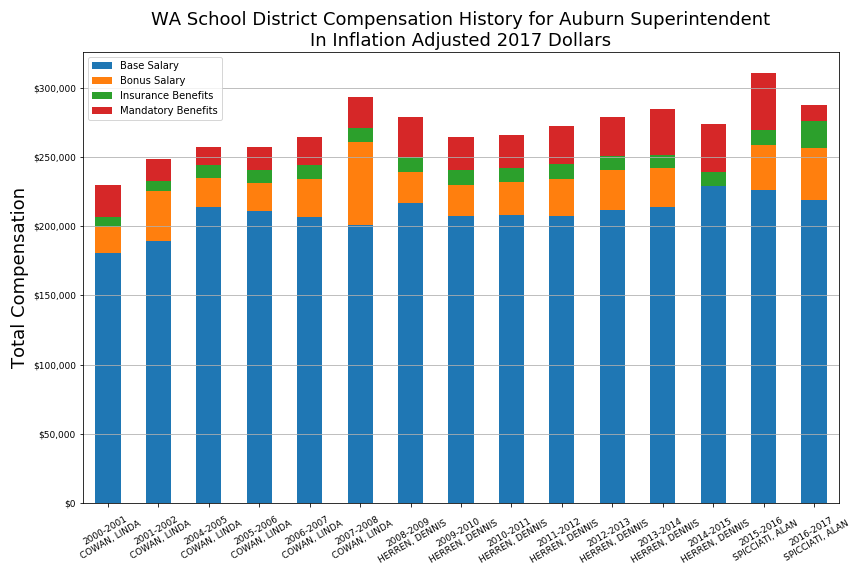 WA School District Compensation History for Auburn Superintendent
In Inflation Adjusted 2017 Dollars
Base Salary
Bonus Salary
Insurance Benefits
Mandatory Benefits
Total Compensation
$300,000
$250,000
$200,000
$150,000
$100,000
$50,000
$0
2000-2001
COWAN, LINDA
2001-2002
COWAN, LINDA
2004-2005
COWAN, LINDA
2005-2006
COWAN, LINDA
2006-2007
COWAN, LINDA
2007-2008
COWAN, LINDA
2008-2009
HERREN, DENNIS
2009-2010
HERREN, DENNIS
2010-2011
HERREN, DENNIS
2011-2012
HERREN, DENNIS
2012-2013
HERREN, DENNIS
2013-2014
HERREN, DENNIS
2014-2015
HERREN, DENNIS
2015-2016
SPICCIATI, ALAN
2016-2017
SPICCIATI, ALAN